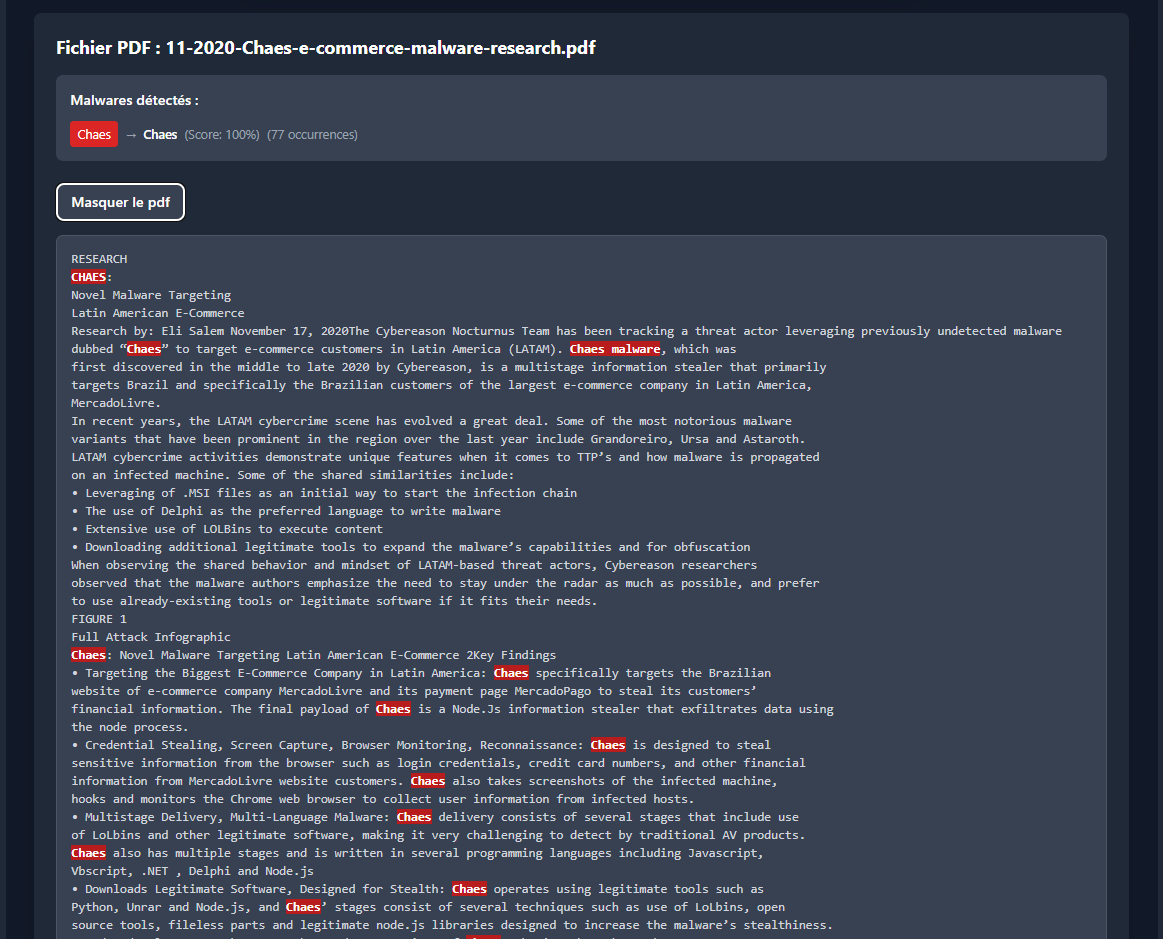 Fichier PDF : 11-2020-Chaes-e-commerce-malware-research.pdf
Malwares détectés :
Chaes → Chaes (Score: 100%) (77 occurrences)
Masquer le pdf
RESEARCH
CHAES:
Novel Malware Targeting
Latin American E-Commerce
Research by: Eli Salem November 17, 2020The Cybereason Nocturnus Team has been tracking a threat actor leveraging previously undetected malware
dubbed “Chaes” to target e-commerce customers in Latin America (LATAM). Chaes malware, which was
first discovered in the middle to late 2020 by Cybereason, is a multistage information stealer that primarily
targets Brazil and specifically the Brazilian customers of the largest e-commerce company in Latin America,
MercadoLivre.
In recent years, the LATAM cybercrime scene has evolved a great deal. Some of the most notorious malware
variants that have been prominent in the region over the last year include Grandoreiro, Ursa and Astaroth.
LATAM cybercrime activities demonstrate unique features when it comes to TTP’s and how malware is propagated
on an infected machine. Some of the shared similarities include:
• Leveraging of .MSI files as an initial way to start the infection chain
• The use of Delphi as the preferred language to write malware
• Extensive use of LOLBins to execute content
• Downloading additional legitimate tools to expand the malware’s capabilities and for obfuscation
When observing the shared behavior and mindset of LATAM-based threat actors, Cybereason researchers
observed that the malware authors emphasize the need to stay under the radar as much as possible, and prefer
to use already-existing tools or legitimate software if it fits their needs.
FIGURE 1
Full Attack Infographic
Chaes: Novel Malware Targeting Latin American E-Commerce 2Key Findings
• Targeting the Biggest E-Commerce Company in Latin America: Chaes specifically targets the Brazilian
website of e-commerce company MercadoLivre and its payment page MercadoPago to steal its customers’
financial information. The final payload of Chaes is a Node.Js information stealer that exfiltrates data using
the node process.
• Credential Stealing, Screen Capture, Browser Monitoring, Reconnaissance: Chaes is designed to steal
sensitive information from the browser such as login credentials, credit card numbers, and other financial
information from MercadoLivre website customers. Chaes also takes screenshots of the infected machine,
hooks and monitors the Chrome web browser to collect user information from infected hosts.
• Multistage Delivery, Multi-Language Malware: Chaes delivery consists of several stages that include use
of LoLbins and other legitimate software, making it very challenging to detect by traditional AV products.
Chaes also has multiple stages and is written in several programming languages including Javascript,
Vbscript, .NET , Delphi and Node.js
• Downloads Legitimate Software, Designed for Stealth: Chaes operates using legitimate tools such as
Python, Unrar and Node.js, and Chaes’ stages consist of several techniques such as use of LoLbins, open
source tools, fileless parts and legitimate node.js libraries designed to increase the malware’s stealthiness.